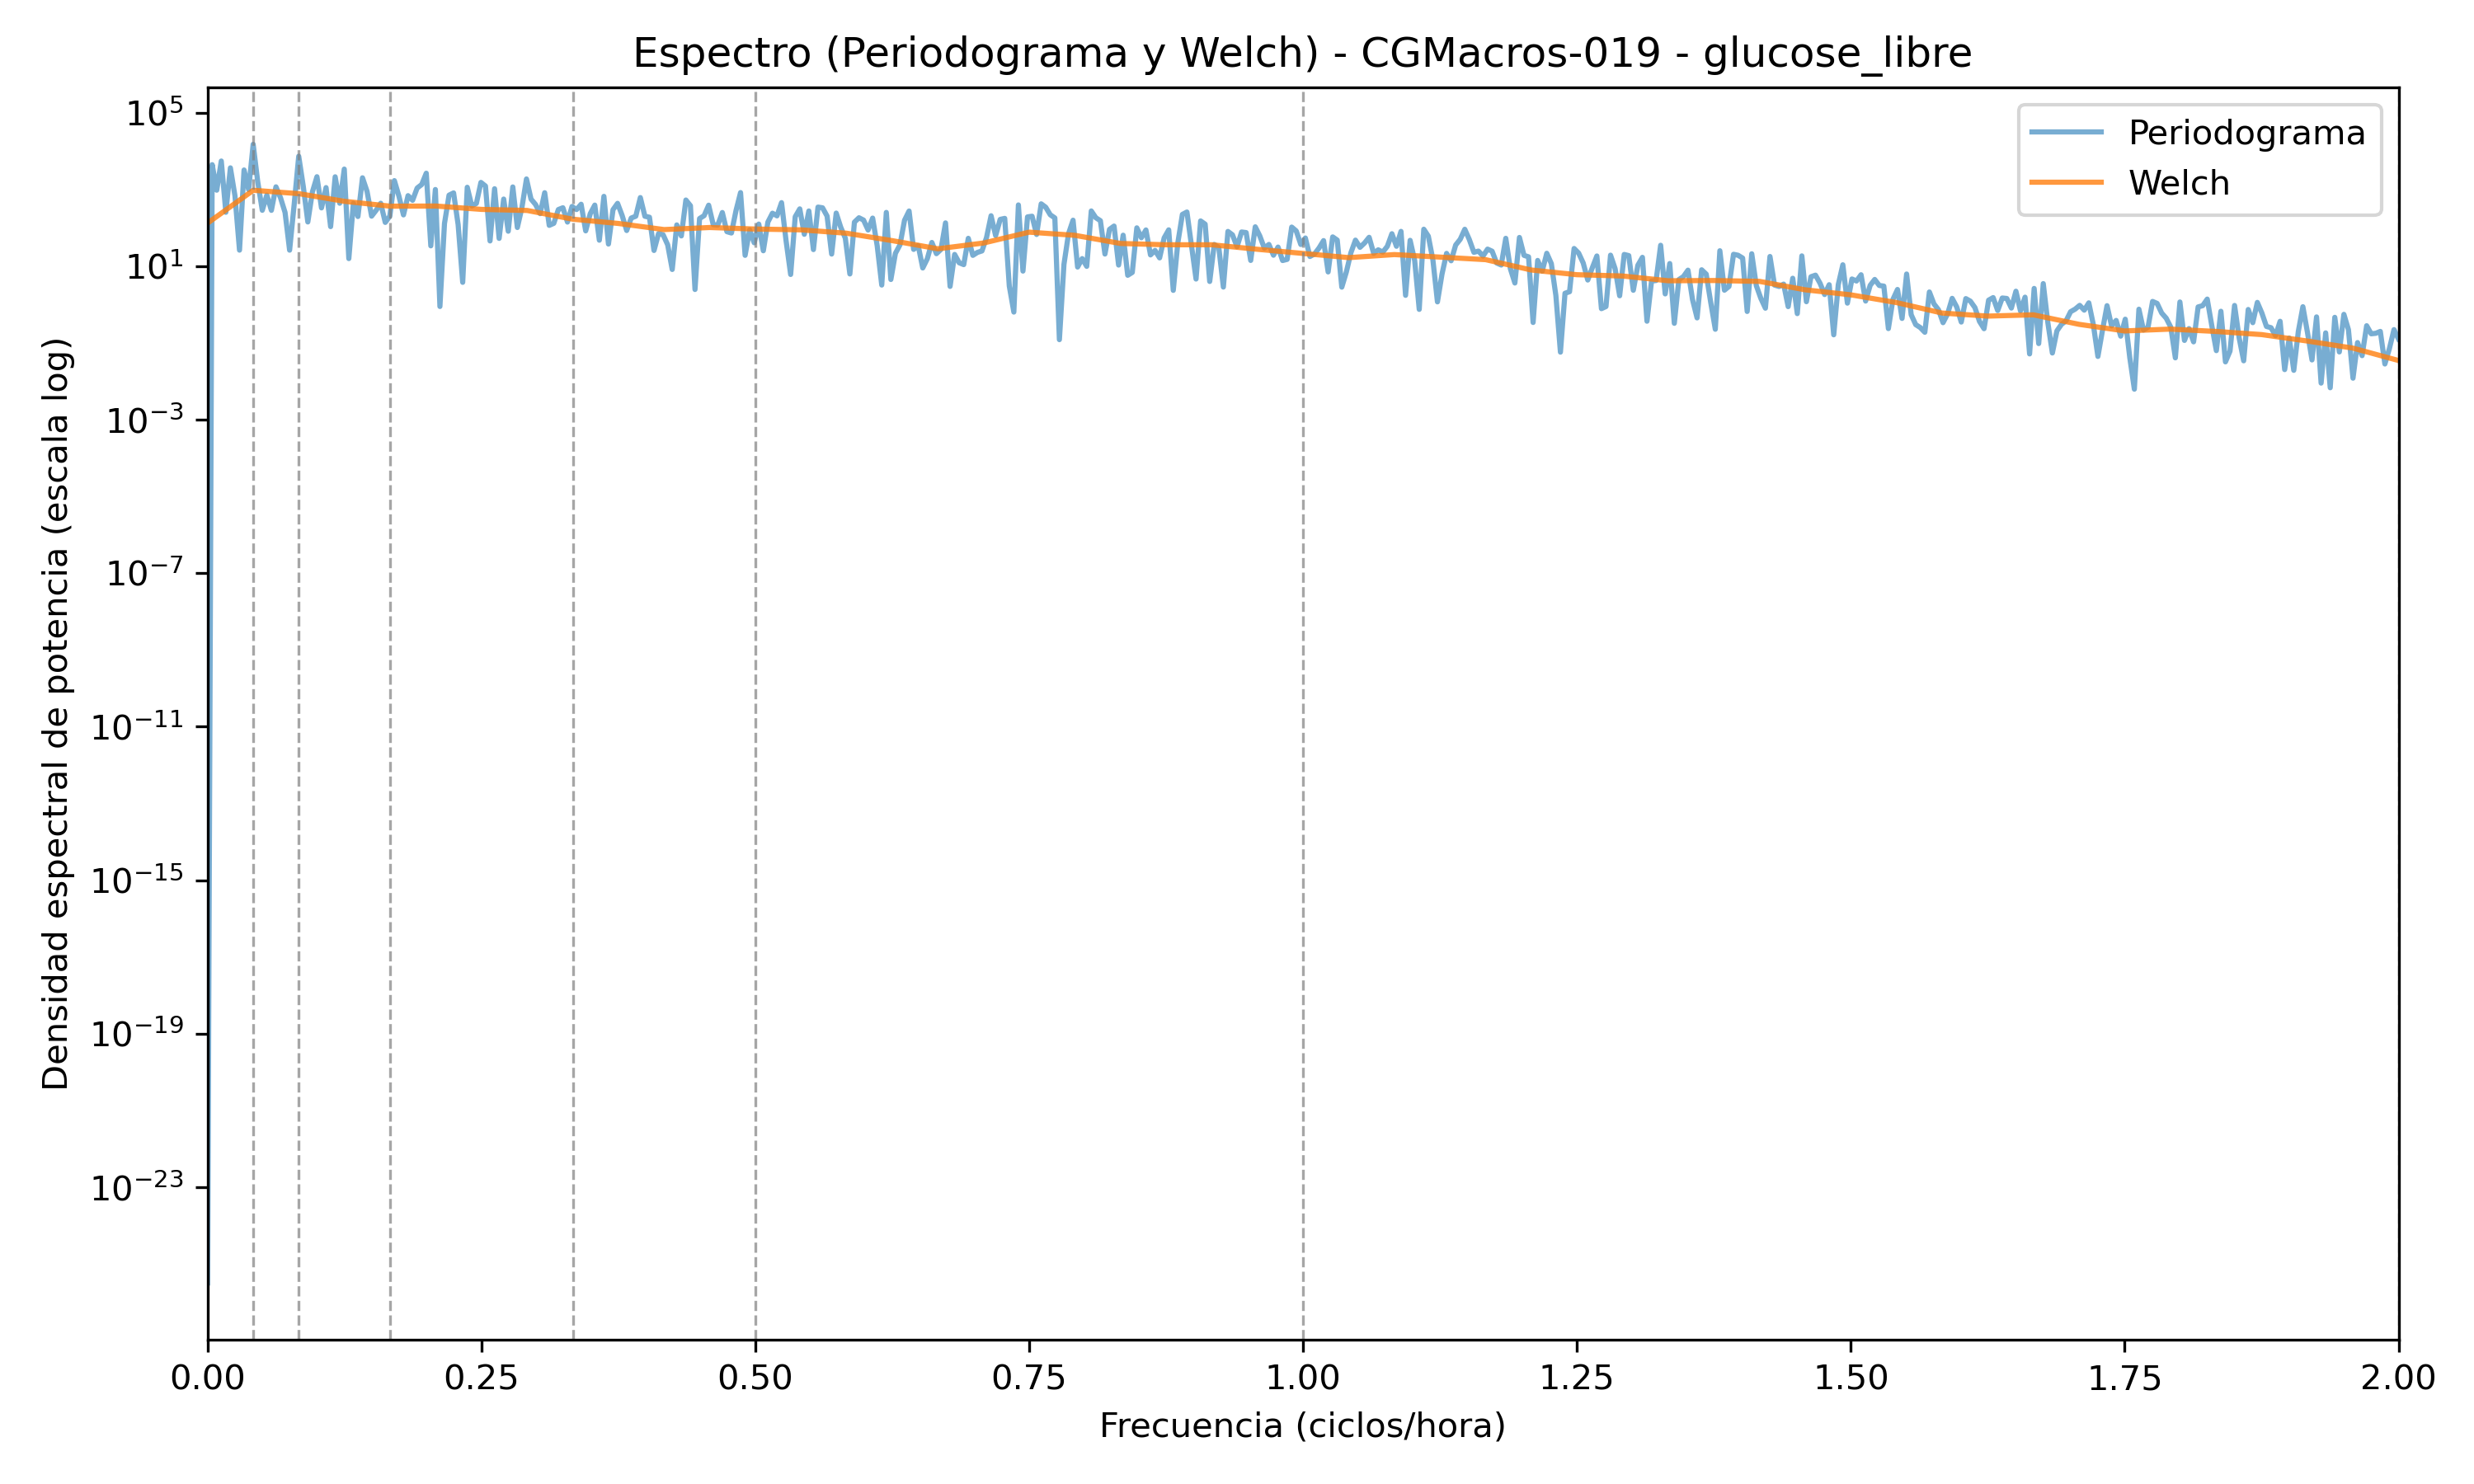 Espectro (Periodograma y Welch) - CGMacros-019 - glucose_libre
Periodograma
Welch
Densidad espectral de potencia (escala log)
10^5
10^1
10^−3
10^−7
10^−11
10^−15
10^−19
10^−23
0.00 0.25 0.50 0.75 1.00 1.25 1.50 1.75 2.00
Frecuencia (ciclos/hora)